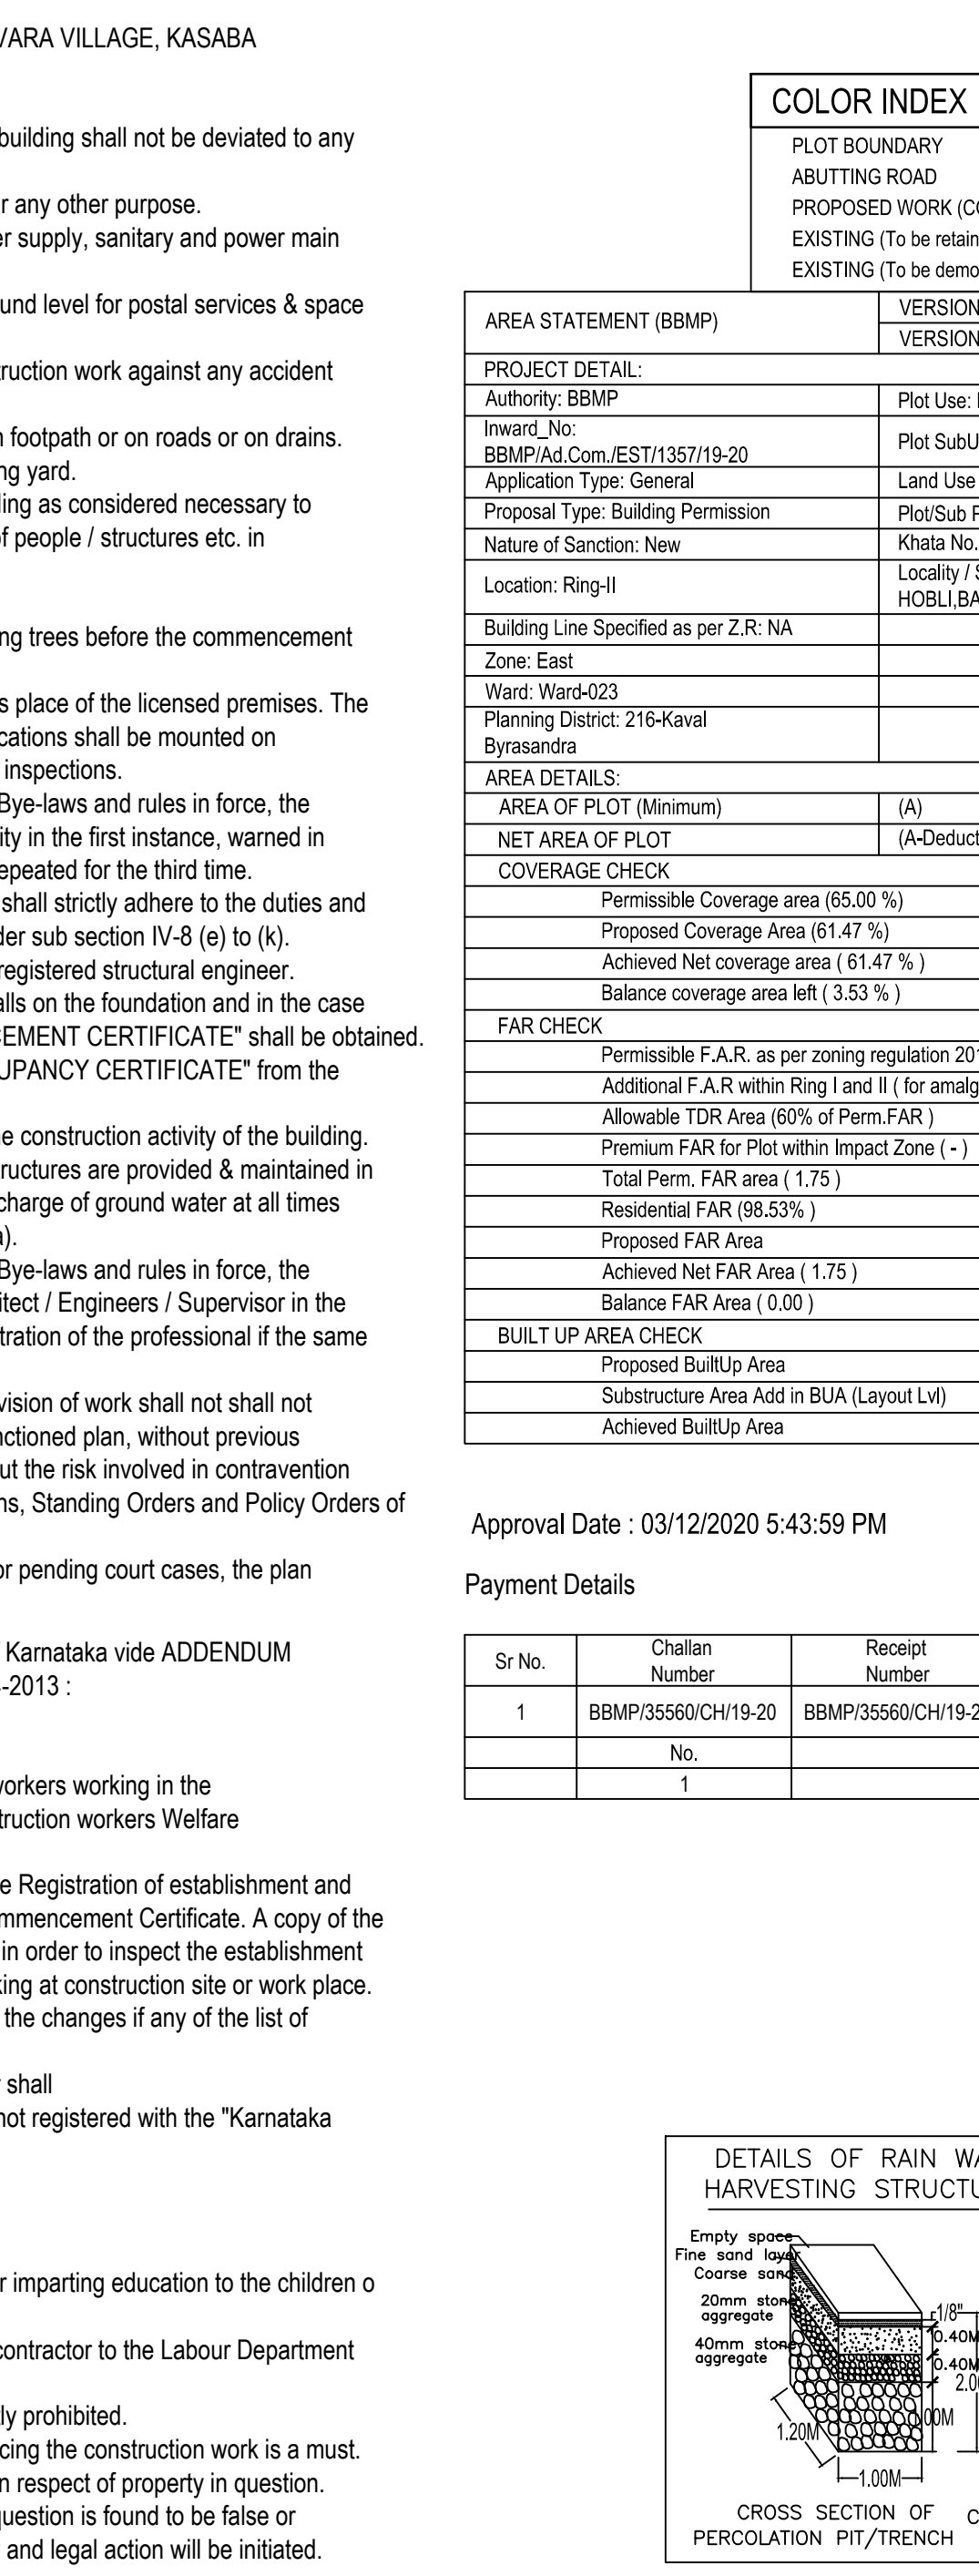 VARA VILLAGE, KASABA
building shall not be deviated to any
r any other purpose.
er supply, sanitary and power main
und level for postal services & space
truction work against any accident
n footpath or on roads or on drains.
ng yard.
ding as considered necessary to
of people / structures etc. in
ng trees before the commencement
s place of the licensed premises. The
cations shall be mounted on
inspections.
Bye-laws and rules in force, the
ity in the first instance, warned in
epeated for the third time.
shall strictly adhere to the duties and
der sub section IV-8 (e) to (k).
registered structural engineer.
alls on the foundation and in the case
CEMENT CERTIFICATE" shall be obtained.
UPANCY CERTIFICATE" from the
e construction activity of the building.
ructures are provided & maintained in
charge of ground water at all times
a).
Bye-laws and rules in force, the
itect / Engineers / Supervisor in the
tration of the professional if the same
vision of work shall not shall not
nctioned plan, without previous
ut the risk involved in contravention
ns, Standing Orders and Policy Orders of
or pending court cases, the plan
Karnataka vide ADDENDUM
-2013 :
workers working in the
truction workers Welfare
e Registration of establishment and
mmencement Certificate. A copy of the
in order to inspect the establishment
king at construction site or work place.
the changes if any of the list of
shall
not registered with the "Karnataka
r imparting education to the children o
contractor to the Labour Department
ly prohibited.
cing the construction work is a must.
n respect of property in question.
question is found to be false or
and legal action will be initiated.
COLOR INDEX
PLOT BOUNDARY
ABUTTING ROAD
PROPOSED WORK (CO
EXISTING (To be retain
EXISTING (To be demo
AREA STATEMENT (BBMP)
VERSION
VERSION
PROJECT DETAIL:
Authority: BBMP
Plot Use:
Inward_No:
BBMP/Ad.Com./EST/1357/19-20
Plot SubU
Application Type: General
Land Use
Proposal Type: Building Permission
Plot/Sub P
Nature of Sanction: New
Khata No.
Location: Ring-II
Locality / S
HOBLI,BA
Building Line Specified as per Z.R: NA
Zone: East
Ward: Ward-023
Planning District: 216-Kaval
Byrasandra
AREA DETAILS:
AREA OF PLOT (Minimum)
(A)
NET AREA OF PLOT
(A-Deduct
COVERAGE CHECK
Permissible Coverage area (65.00 %)
Proposed Coverage Area (61.47 %)
Achieved Net coverage area ( 61.47 % )
Balance coverage area left ( 3.53 % )
FAR CHECK
Permissible F.A.R. as per zoning regulation 201
Additional F.A.R within Ring I and II ( for amalg
Allowable TDR Area (60% of Perm.FAR )
Premium FAR for Plot within Impact Zone ( - )
Total Perm. FAR area ( 1.75 )
Residential FAR (98.53% )
Proposed FAR Area
Achieved Net FAR Area ( 1.75 )
Balance FAR Area ( 0.00 )
BUILT UP AREA CHECK
Proposed BuiltUp Area
Substructure Area Add in BUA (Layout Lvl)
Achieved BuiltUp Area
Approval Date : 03/12/2020 5:43:59 PM
Payment Details
Sr No.
Challan
Number
Receipt
Number
1
BBMP/35560/CH/19-20
BBMP/35560/CH/19-2
No.
1
DETAILS OF RAIN WA
HARVESTING STRUCTU
Empty space
Fine sand layer
Coarse sand
20mm stone
aggregate
40mm stone
aggregate
1/8"
0.40M
0.40M
2.0
00M
1.20M
1.00M
CROSS SECTION OF
PERCOLATION PIT/TRENCH
C